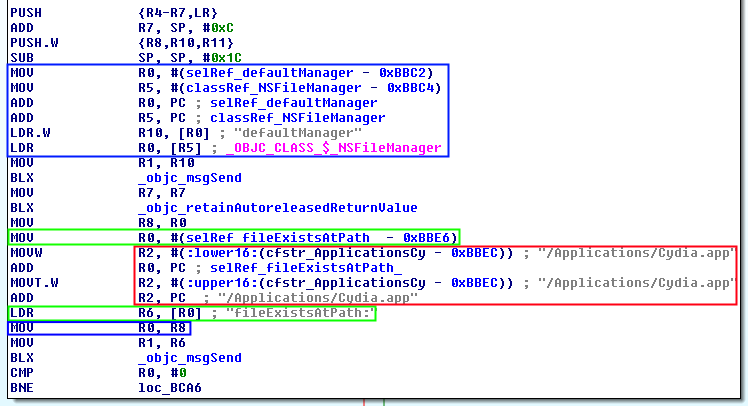 PUSH {R4-R7,LR}
ADD R7, SP, #0xC
PUSH.W {R8,R10,R11}
SUB SP, SP, #0x1C
MOV R0, #(selRef_defaultManager - 0xBBC2)
MOV R5, #(classRef_NSFileManager - 0xBBC4)
ADD R0, PC ; selRef_defaultManager
ADD R5, PC ; classRef_NSFileManager
LDR.W R10, [R0] ; "defaultManager"
LDR R0, [R5] ; _OBJC_CLASS_$_NSFileManager
MOV R1, R10
BLX _objc_msgSend
MOV R7, R7
BLX _objc_retainAutoreleasedReturnValue
MOV R8, R0
MOV R0, #(selRef_fileExistsAtPath_ - 0xBBE6)
MOVW R2, #(:lower16:(cfstr_ApplicationsCy - 0xBBEC)) ; "/Applications/Cydia.app"
ADD R0, PC ; selRef_fileExistsAtPath_
MOVT.W R2, #(:upper16:(cfstr_ApplicationsCy - 0xBBEC)) ; "/Applications/Cydia.app"
ADD R2, PC ; "/Applications/Cydia.app"
LDR R6, [R0] ; "fileExistsAtPath:"
MOV R0, R8
MOV R1, R6
BLX _objc_msgSend
CMP R0, #0
BNE loc_BCA6